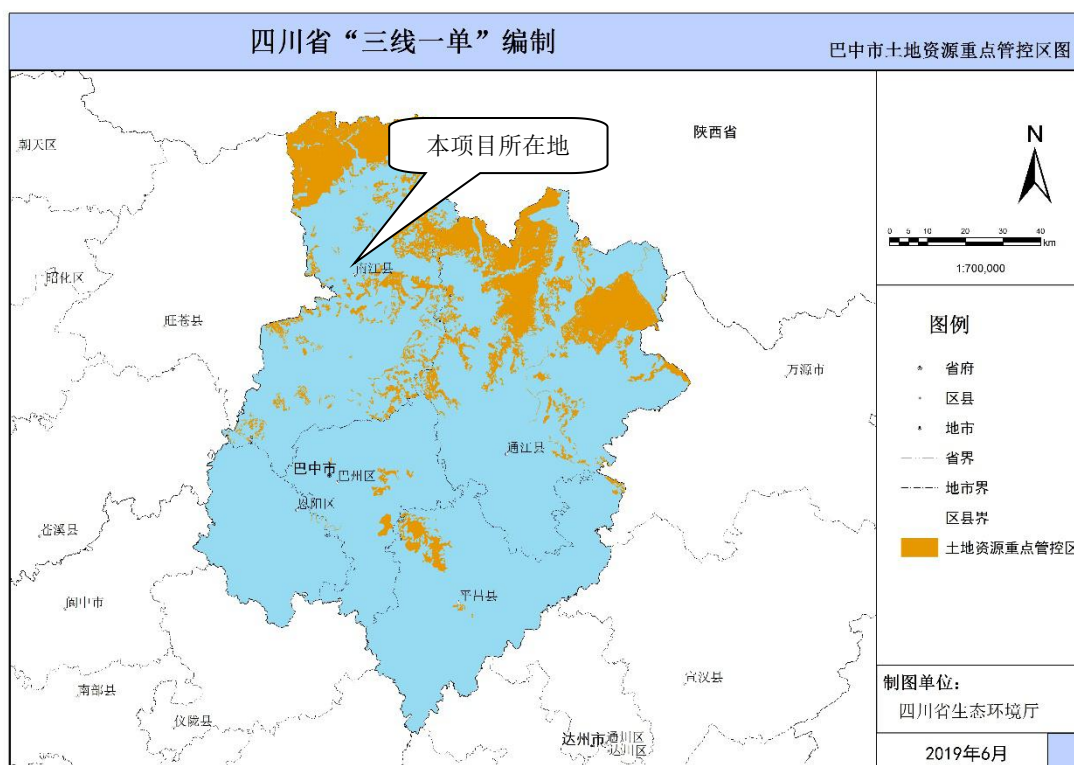 四川省“三线一单”编制
巴中市土地资源重点管控区图
朝天区
本项目所在地
陕西省
N
0 5 10 20 30 40
km
1:700,000
昭化区
南江县
旺苍县
万源市
图例
省府
区县
地市
省界
地市界
区县界
土地资源重点管控区
通江县
巴中市
巴州区
恩阳区
苍溪县
阆中市
平昌县
南部县
仪陇县
宣汉县
达州市
通川区
达川区
制图单位：
四川省生态环境厅
2019年6月